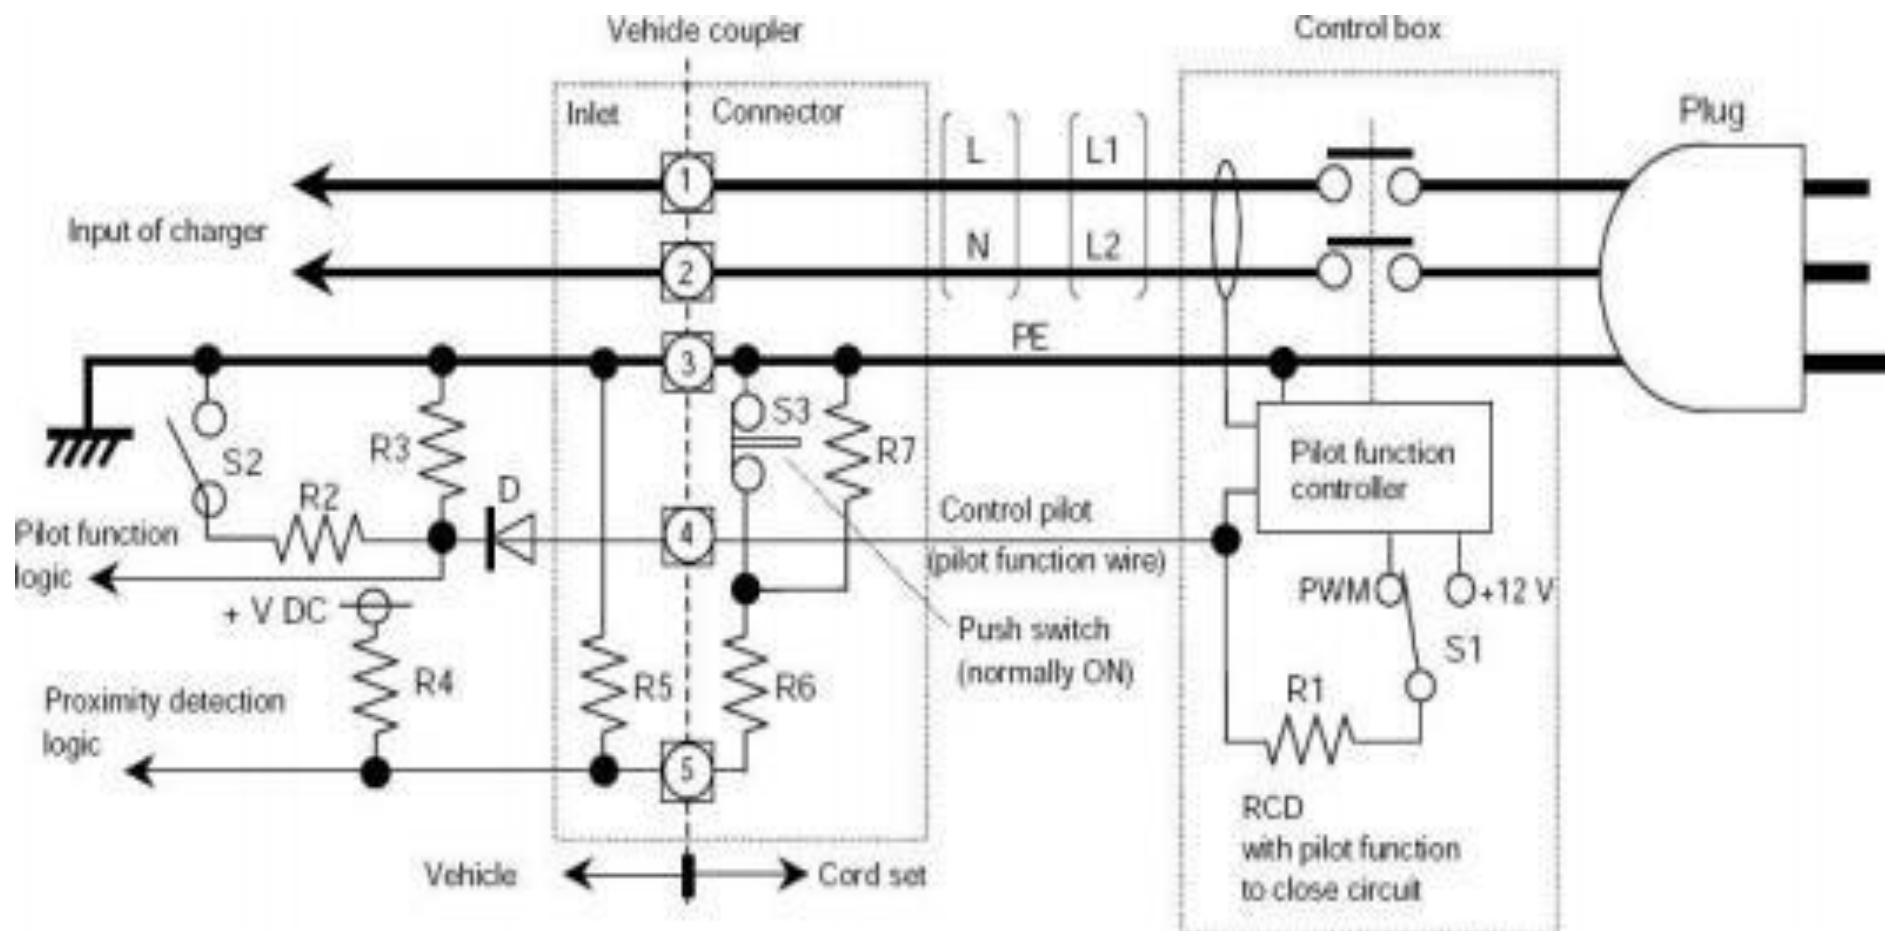 Vehicle coupler
Control box
Inlet
Connector
Plug
L
L1
1
Input of charger
N
L2
2
PE
3
S3
S2
R3
R7
Pilot function
controller
D
R2
Control pilot
(pilot function wire)
4
Pilot function
logic
+ V DC
PWM
+12 V
Push switch
(normally ON)
S1
R4
R5
R6
R1
Proximity detection
logic
5
RCD
with pilot function
to close circuit
Vehicle
Cord set